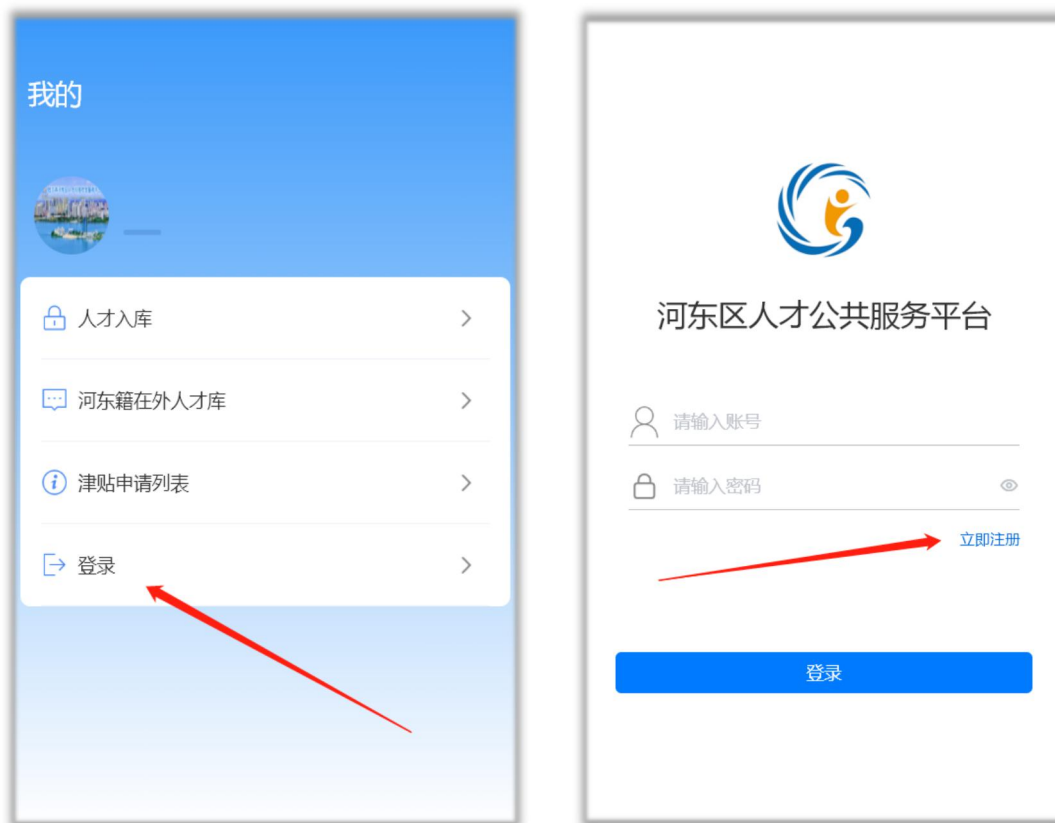 我的
人才入库
河东籍在外人才库
津贴申请列表
登录
河东区人才公共服务平台
请输入账号
请输入密码
立即注册
登录